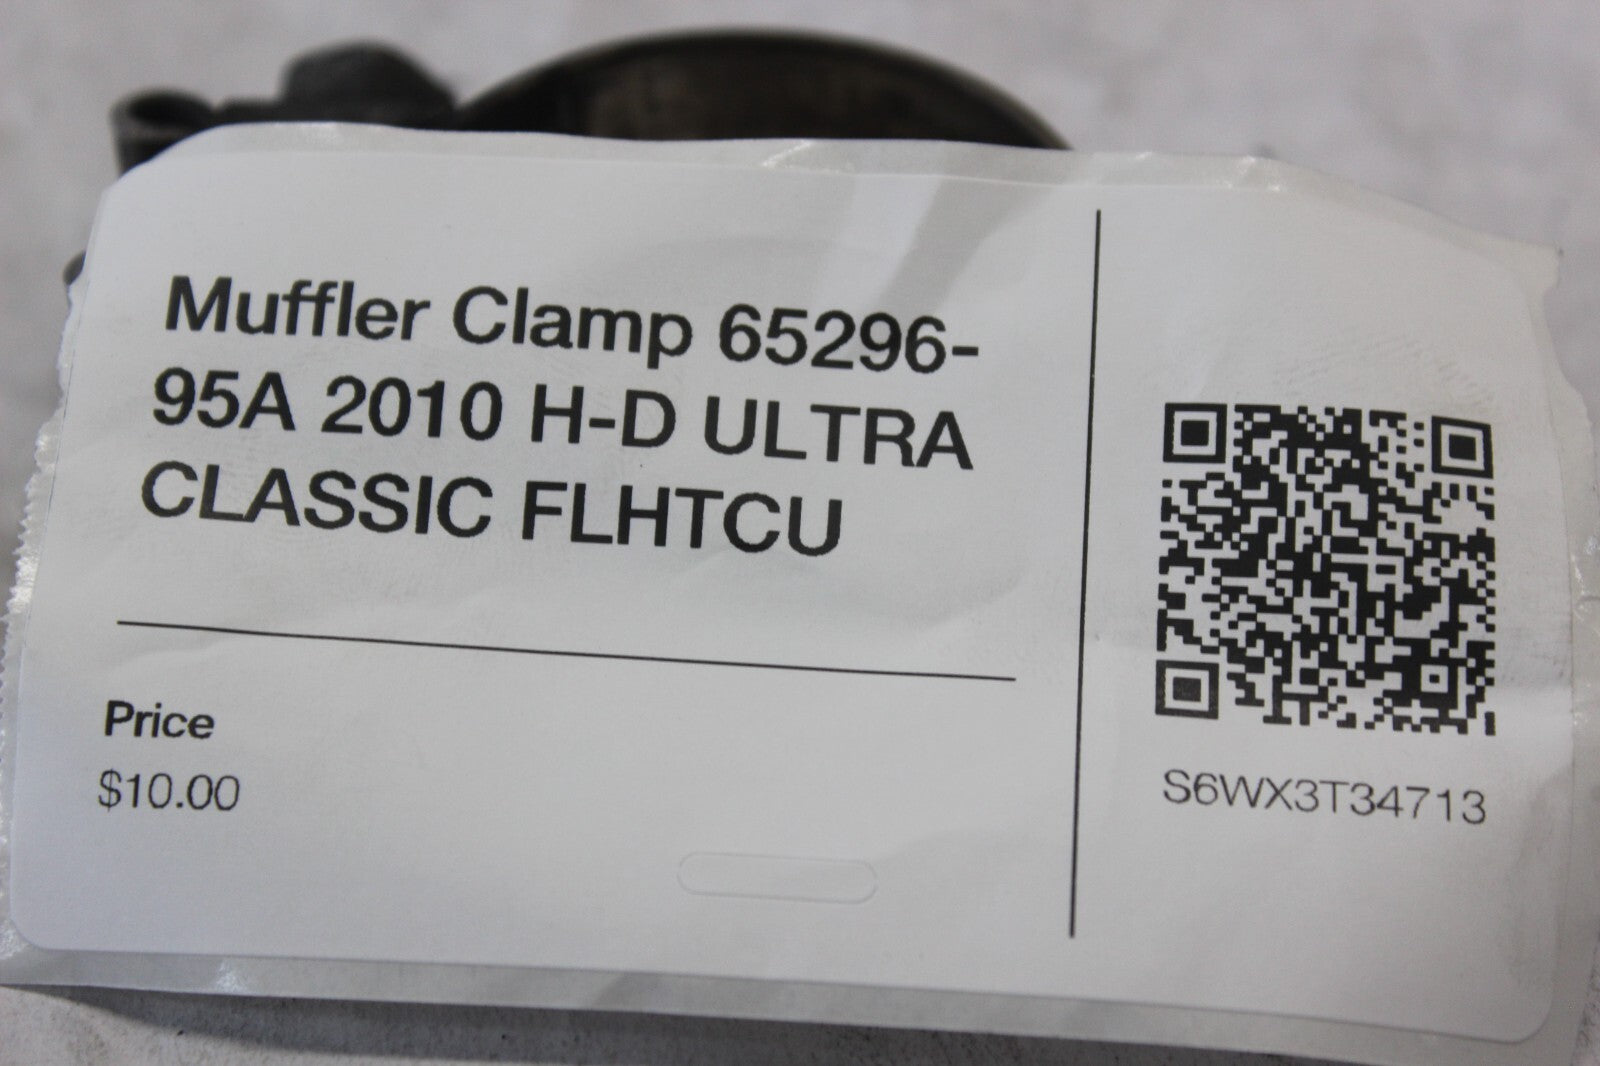 Muffler Clamp 65296-
95A 2010 H-D ULTRA
CLASSIC FLHTCU
Price
$10.00
S6WX3T34713